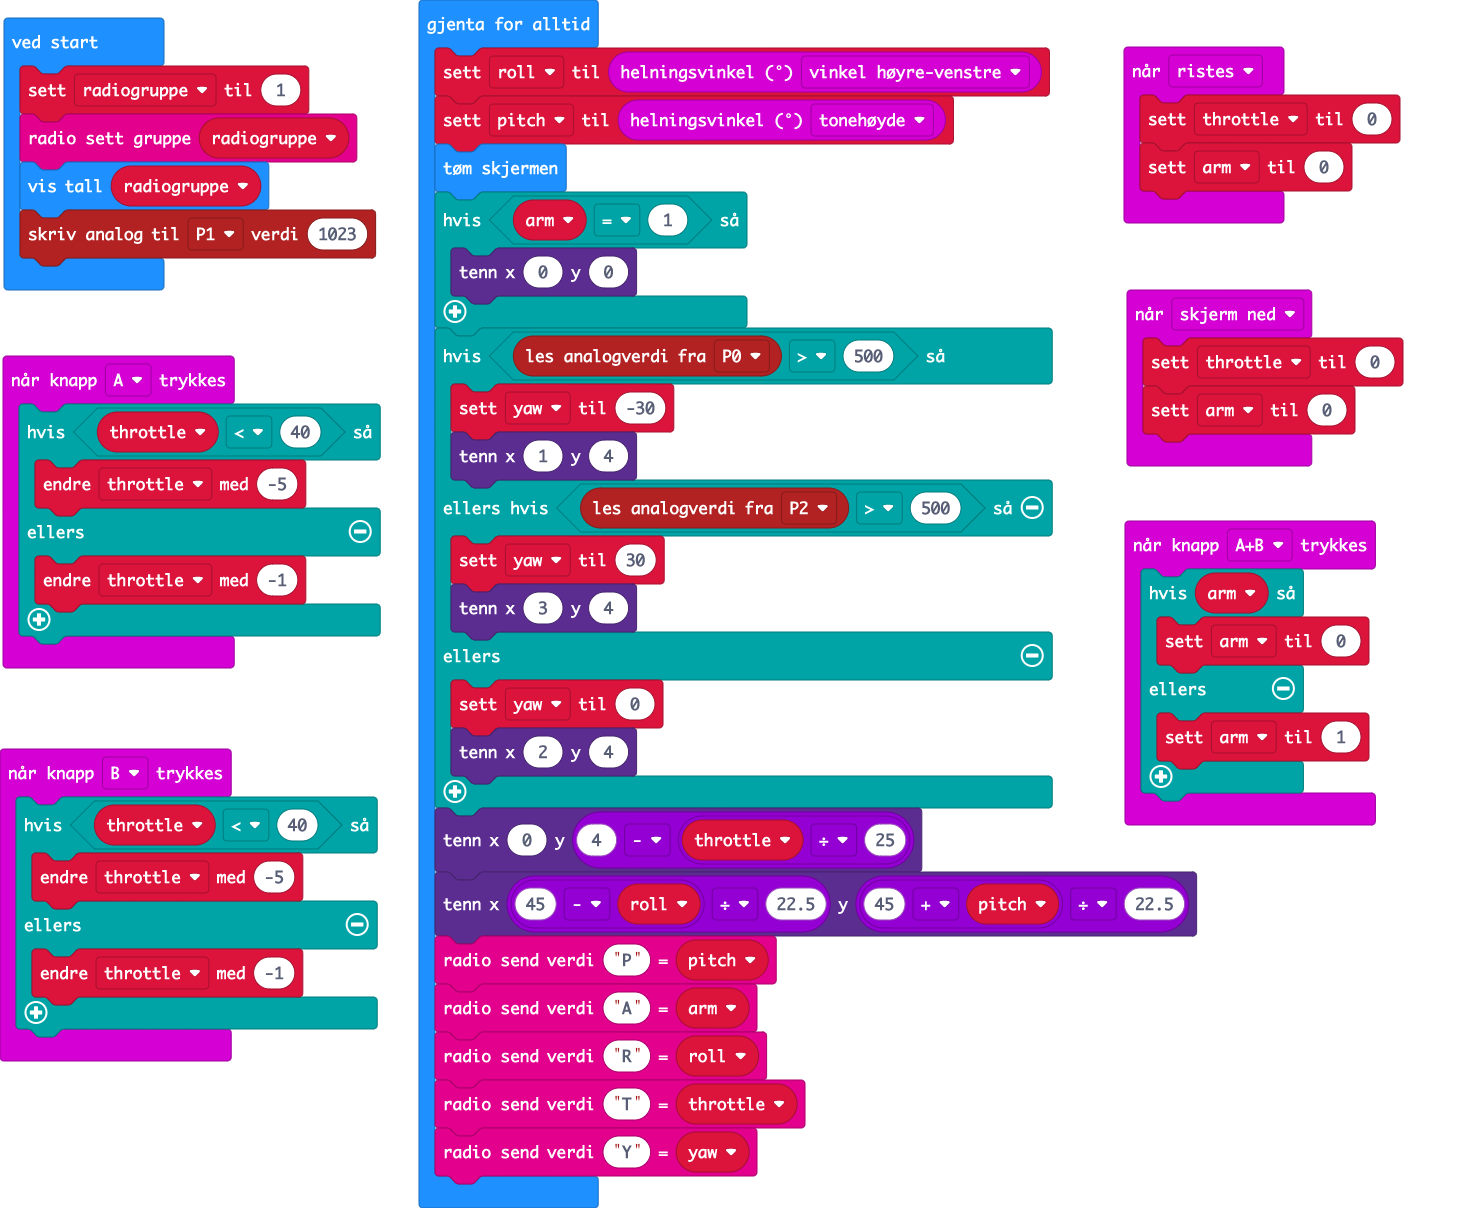 ved start
sett radiogruppe til 1
radio sett gruppe radiogruppe
vis tall radiogruppe
skriv analog til P1 verdi 1023
når knapp A trykkes
hvis throttle < 40 så
endre throttle med -5
ellers
endre throttle med -1
når knapp B trykkes
hvis throttle < 40 så
endre throttle med -5
ellers
endre throttle med -1
gjenta for alltid
sett roll til helningsvinkel (°) vinkel høyre-venstre
sett pitch til helningsvinkel (°) tonehøyde
tøm skjermen
hvis arm = 1 så
tenn x 0 y 0
hvis les analogverdi fra P0 > 500 så
sett yaw til -30
tenn x 1 y 4
ellers hvis les analogverdi fra P2 > 500 så
sett yaw til 30
tenn x 3 y 4
ellers
sett yaw til 0
tenn x 2 y 4
tenn x 0 y 4 - throttle ÷ 25
tenn x 45 - roll ÷ 22.5 y 45 + pitch ÷ 22.5
radio send verdi "P" = pitch
radio send verdi "A" = arm
radio send verdi "R" = roll
radio send verdi "T" = throttle
radio send verdi "Y" = yaw
når ristes
sett throttle til 0
sett arm til 0
når skjerm ned
sett throttle til 0
sett arm til 0
når knapp A+B trykkes
hvis arm så
sett arm til 0
ellers
sett arm til 1